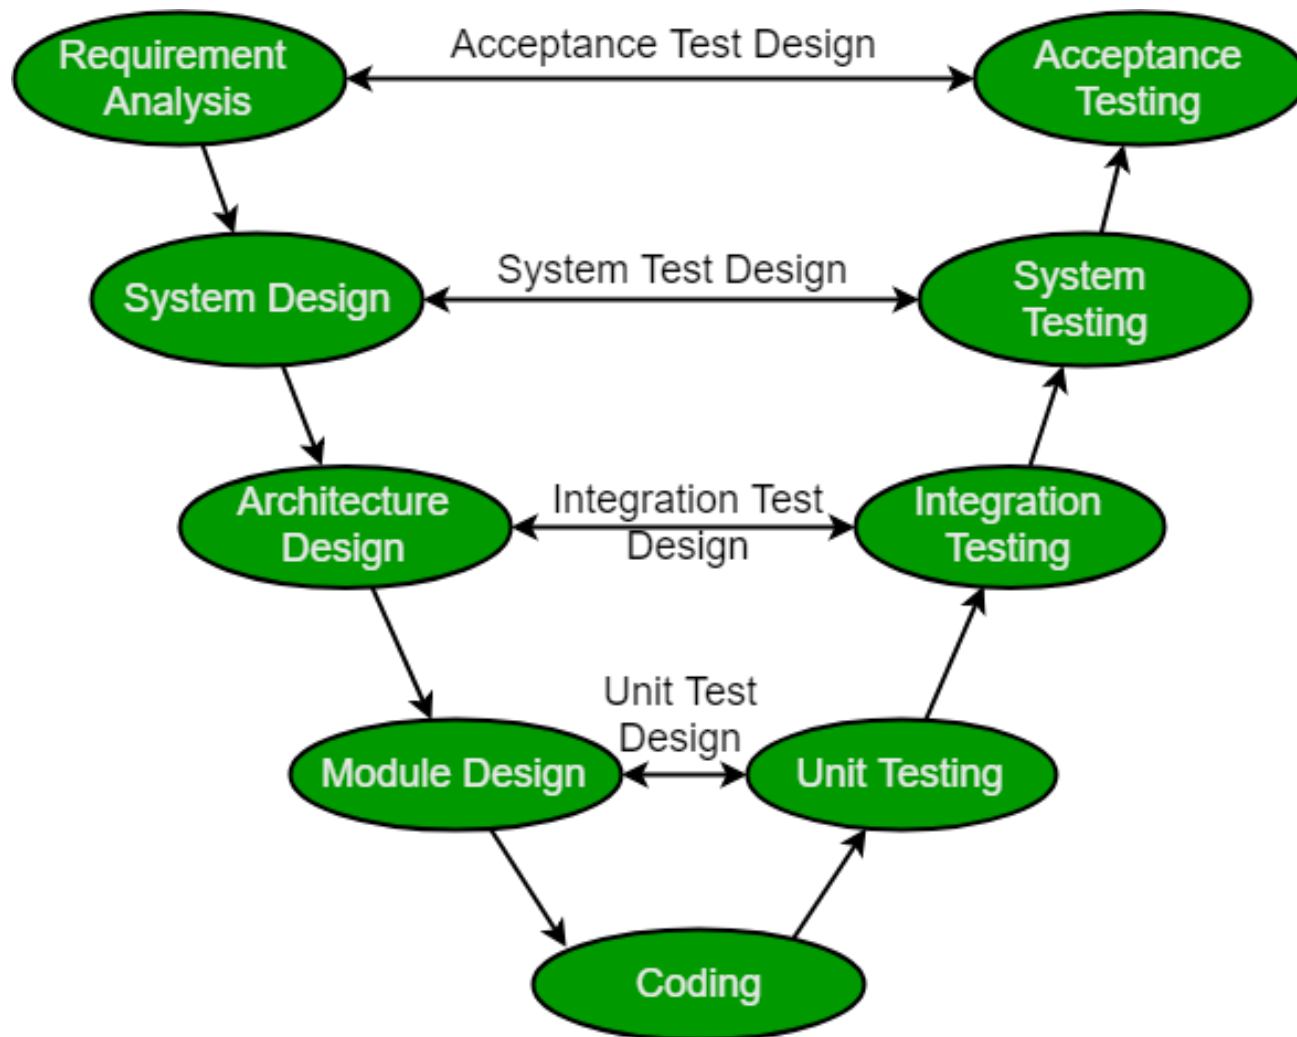 Requirement
Analysis
Acceptance Test Design
Acceptance
Testing
System Design
System Test Design
System
Testing
Architecture
Design
Integration Test
Design
Integration
Testing
Module Design
Unit Test
Design
Unit Testing
Coding